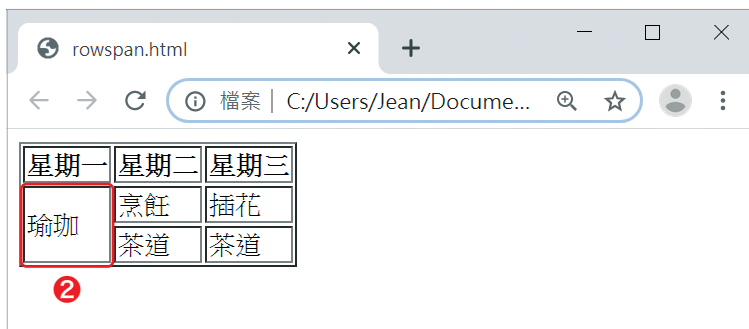 rowspan.html
檔案 C:/Users/Jean/Docume...
星期一 星期二 星期三
瑜珈 烹飪 插花
茶道 茶道
2